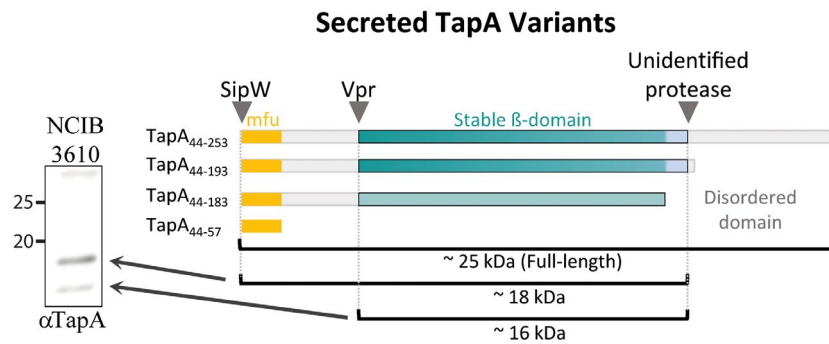 Secreted TapA Variants
Unidentified
protease
SipW
Vpr
mfu
Stable ß-domain
NCIB
3610
TapA44-253
TapA44-193
TapA44-183
TapA44-57
Disordered
domain
25
20
~ 25 kDa (Full-length)
~ 18 kDa
~ 16 kDa
αTapA